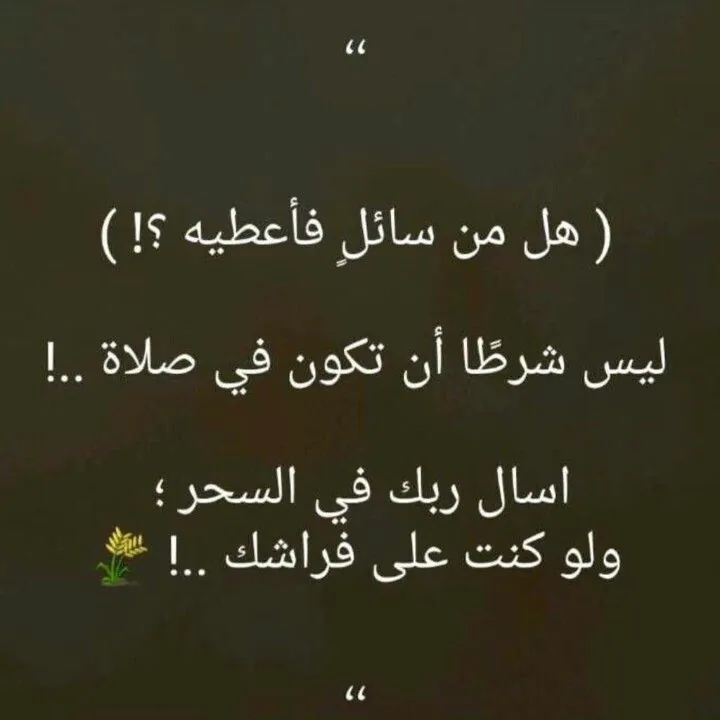 “
( هل من سائلٍ فأعطيه ؟! )
ليس شرطًا أن تكون في صلاة ..!
اسال ربك في السحر ؛
ولو كنت على فراشك ..! 🌾
“